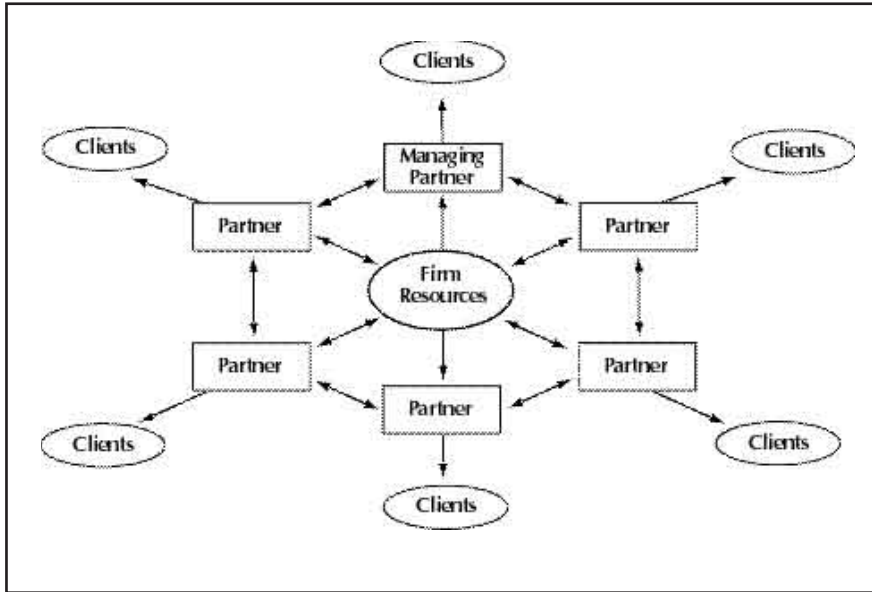 Clients
Clients
Clients
Managing
Partner
Partner
Partner
Firm
Resources
Partner
Partner
Partner
Clients
Clients
Clients